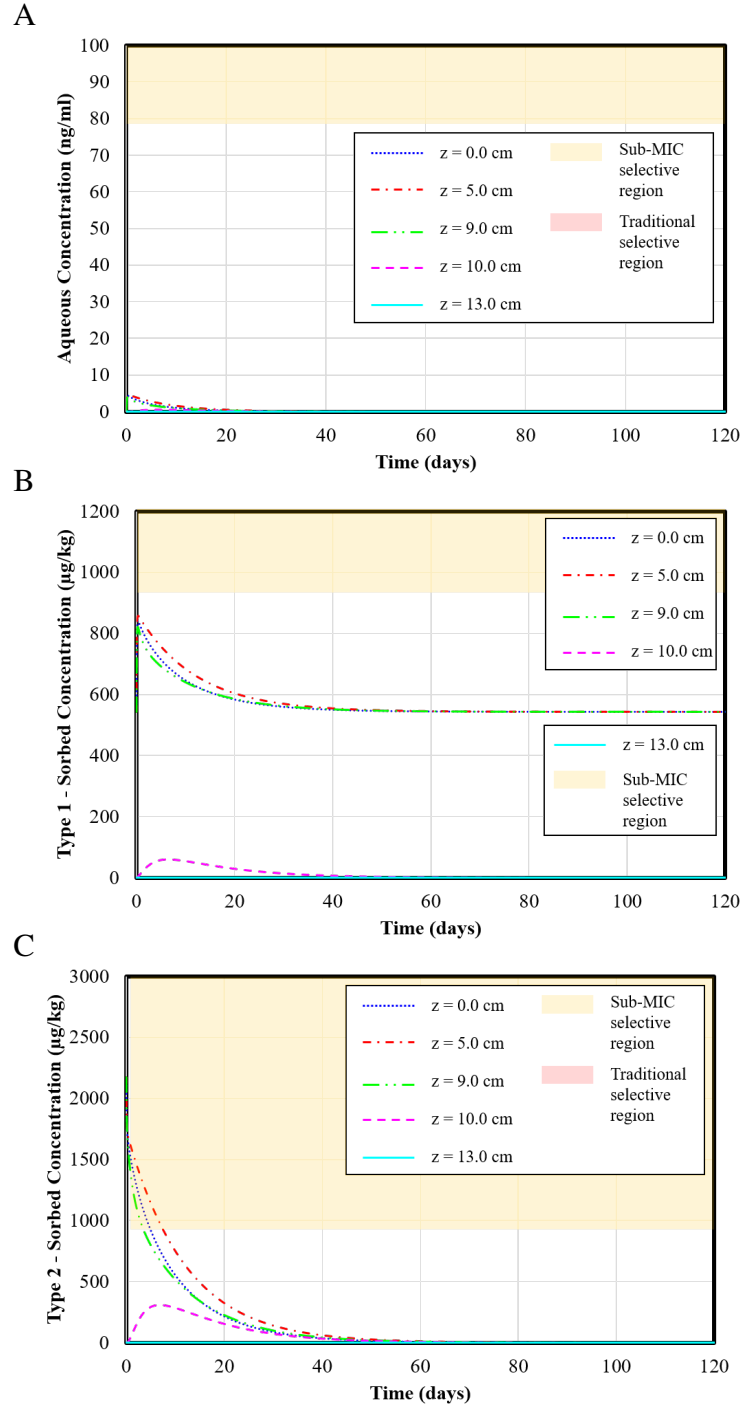 A
Aqueous Concentration (ng/ml)
100
90
80
70
60
50
40
30
20
10
0
z = 0.0 cm
z = 5.0 cm
z = 9.0 cm
z = 10.0 cm
z = 13.0 cm
Sub-MIC
selective
region
Traditional
selective
region
0 20 40 60 80 100 120
Time (days)
B
Type 1 - Sorbed Concentration (µg/kg)
1200
1000
800
600
400
200
0
z = 0.0 cm
z = 5.0 cm
z = 9.0 cm
z = 10.0 cm
z = 13.0 cm
Sub-MIC
selective
region
0 20 40 60 80 100 120
Time (days)
C
Type 2 - Sorbed Concentration (µg/kg)
3000
2500
2000
1500
1000
500
0
z = 0.0 cm
z = 5.0 cm
z = 9.0 cm
z = 10.0 cm
z = 13.0 cm
Sub-MIC
selective
region
Traditional
selective
region
0 20 40 60 80 100 120
Time (days)